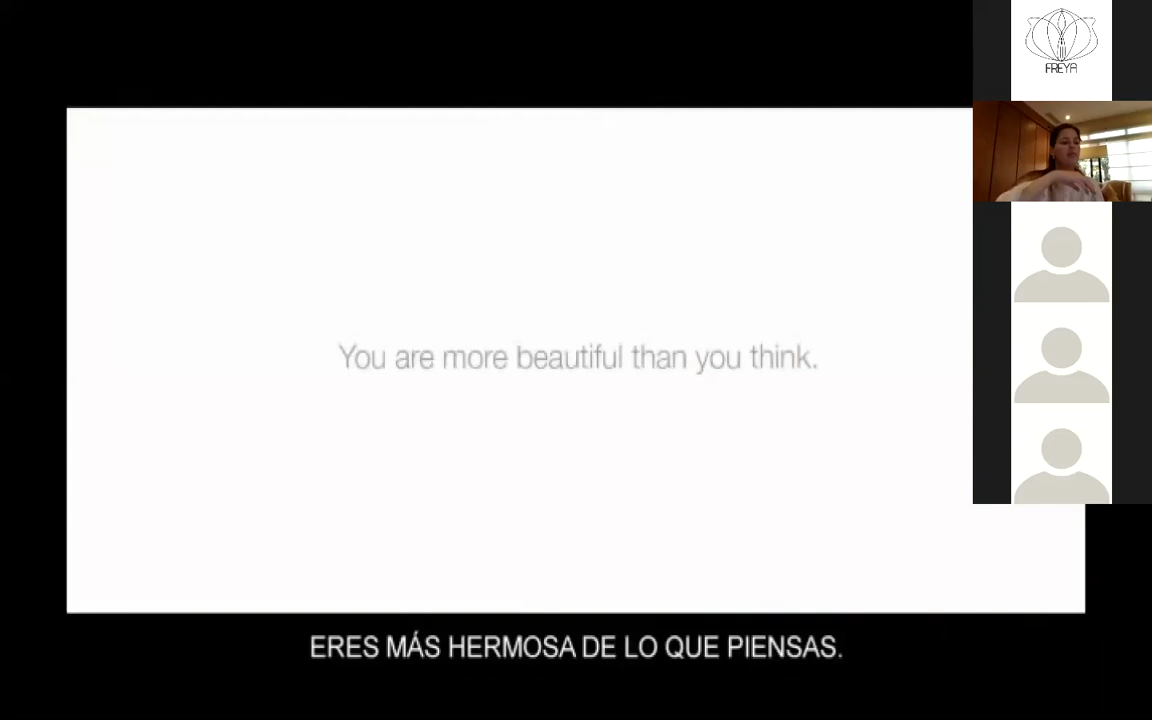 FREYA
You are more beautiful than you think.
ERES MÁS HERMOSA DE LO QUE PIENSAS.